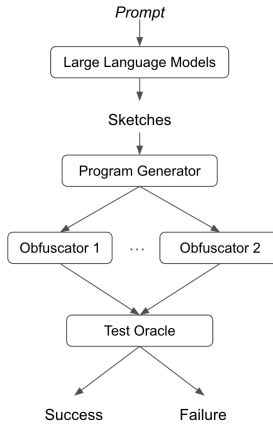 Prompt
Large Language Models
Sketches
Program Generator
Obfuscator 1 ... Obfuscator 2
Test Oracle
Success Failure